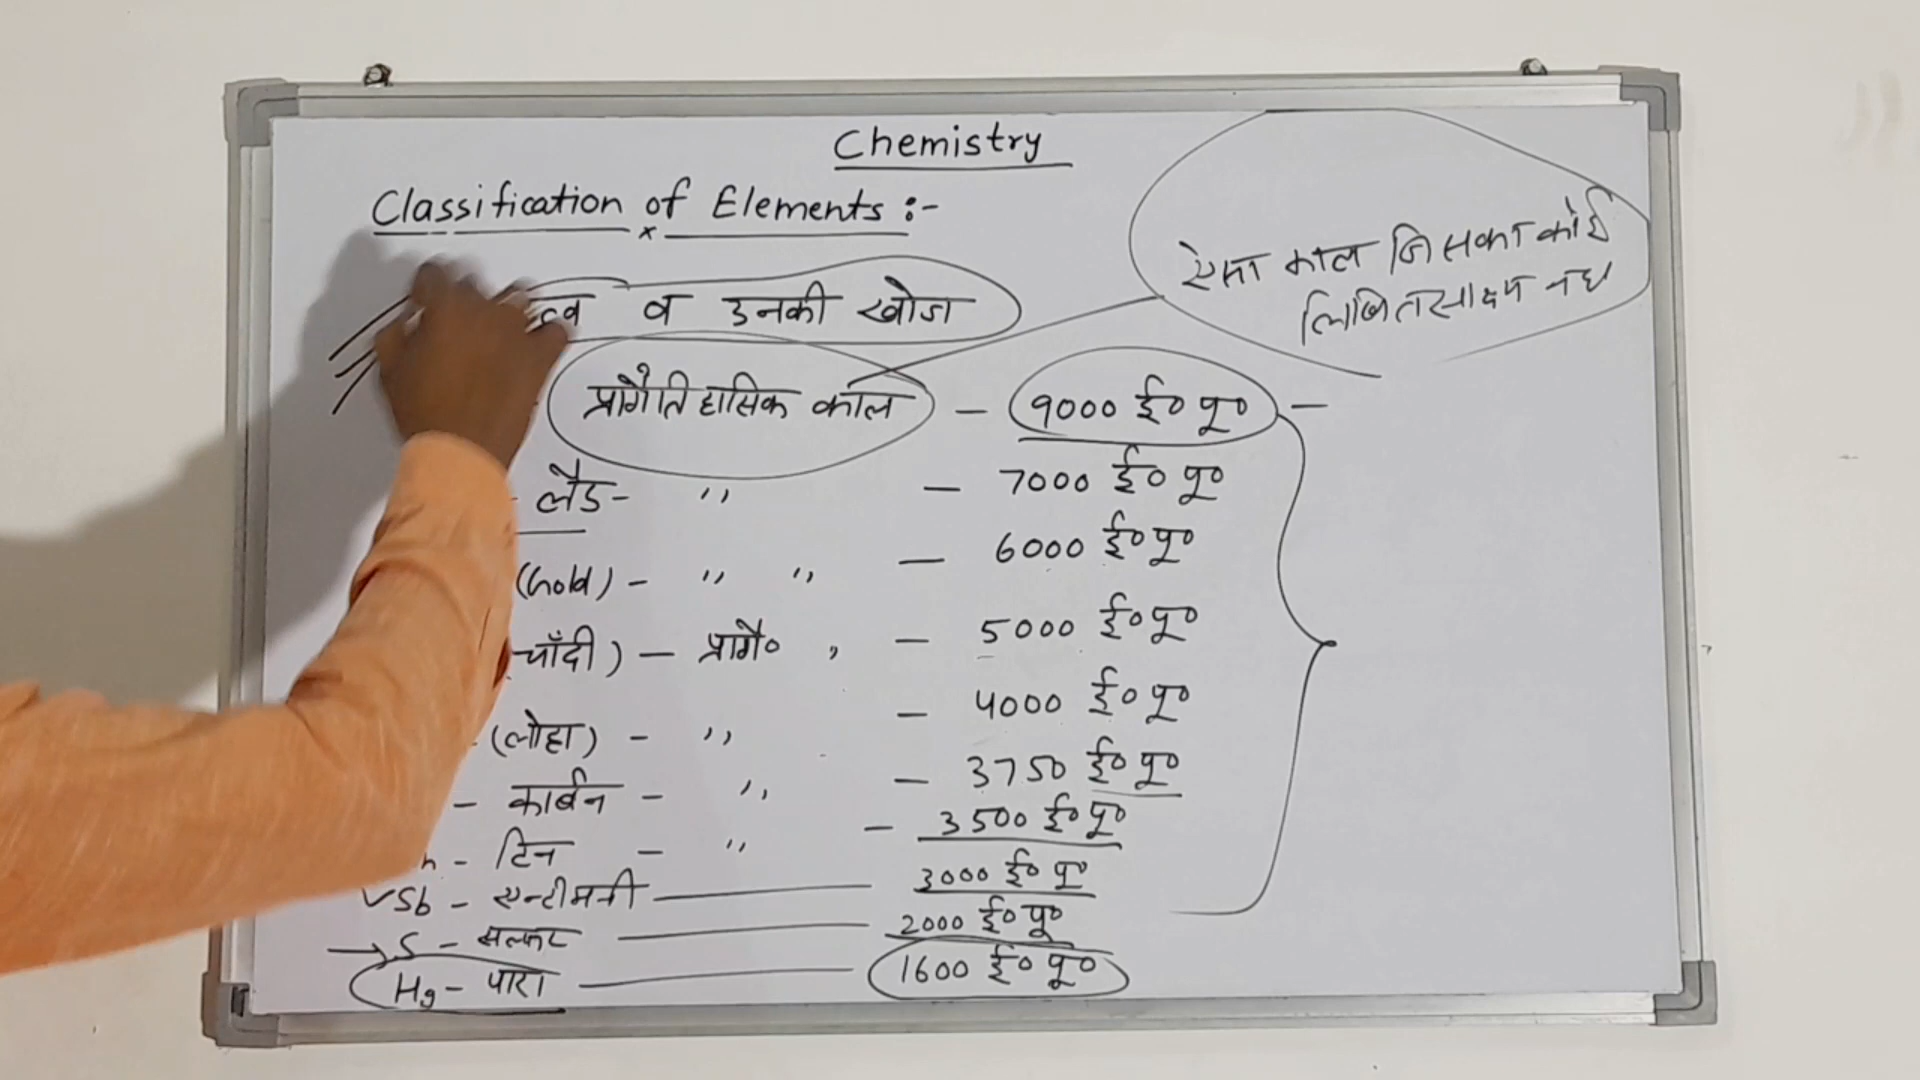 Chemistry
Classification of Elements :-
व उनकी खोज
ऐसा काल जिसका कोई
लिखित साक्ष्य नहीं
प्रागैतिहासिक काल - 9000 ई० पू० -
- लैड - " - 7000 ई० पू०
(Gold) - " " - 6000 ई० पू०
चाँदी) - प्रागै० , - 5000 ई० पू०
- (लोहा) - " - 4000 ई० पू०
- कार्बन - " - 3750 ई० पू०
n - टिन - " - 3500 ई० पू०
✓Sb - एन्टीमनी — 3000 ई० पू०
→ S - सल्फर — 2000 ई० पू०
Hg - पारा — 1600 ई० पू०